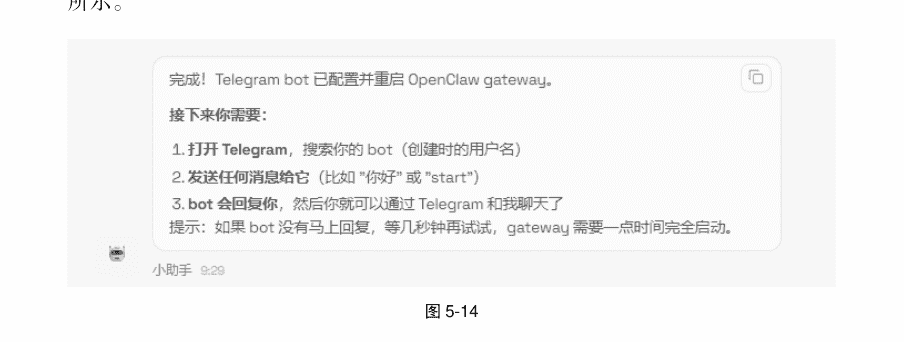 所示。
完成！Telegram bot 已配置并重启 OpenClaw gateway。
接下来你需要：
1. 打开 Telegram，搜索你的 bot（创建时的用户名）
2. 发送任何消息给它（比如 "你好" 或 "start"）
3. bot 会回复你，然后你就可以通过 Telegram 和我聊天了
提示：如果 bot 没有马上回复，等几秒钟再试试，gateway 需要一点时间完全启动。
小助手 9:29
图 5-14